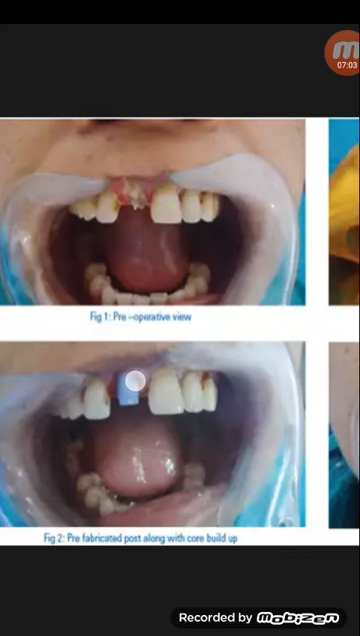 07:03
Fig 1: Pre –operative view
Fig 2: Pre fabricated post along with core build up
Recorded by Mobizen